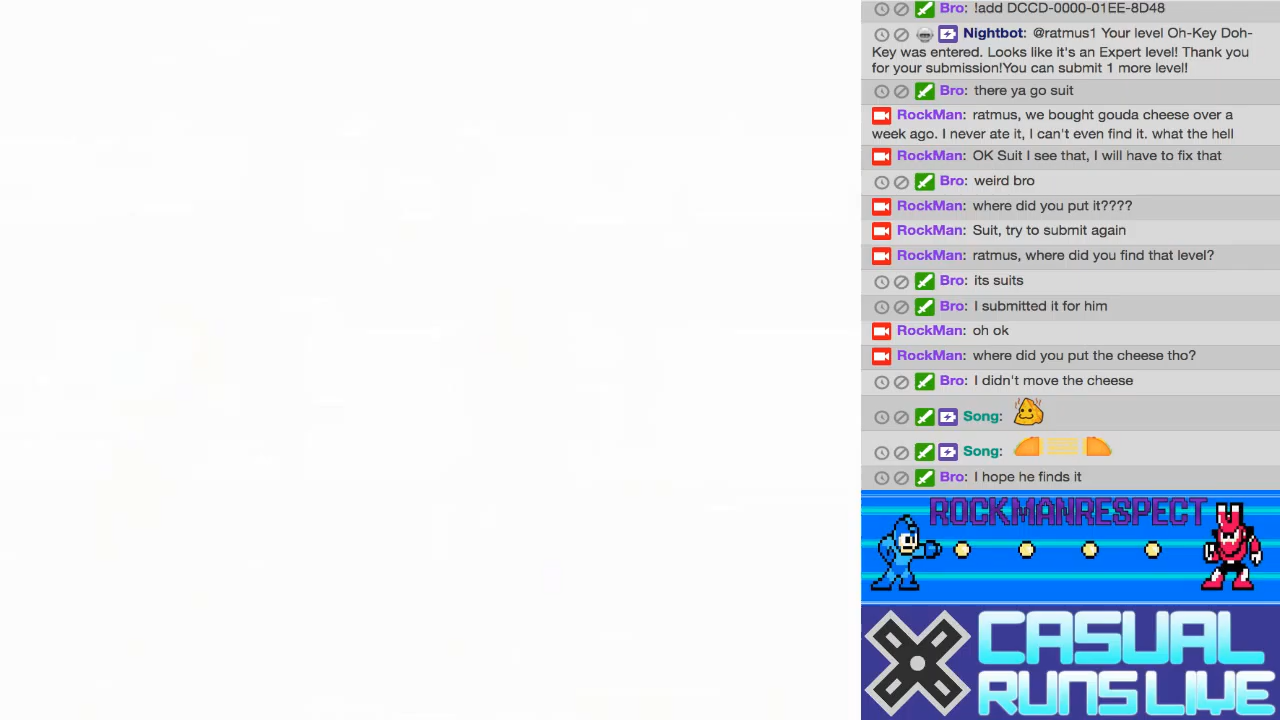 Bro: !add DCCD-0000-01EE-8D48
Nightbot: @ratmus1 Your level Oh-Key Doh-
Key was entered. Looks like it's an Expert level! Thank you
for your submission!You can submit 1 more level!
Bro: there ya go suit
RockMan: ratmus, we bought gouda cheese over a
week ago. I never ate it, I can't even find it. what the hell
RockMan: OK Suit I see that, I will have to fix that
Bro: weird bro
RockMan: where did you put it????
RockMan: Suit, try to submit again
RockMan: ratmus, where did you find that level?
Bro: its suits
Bro: I submitted it for him
RockMan: oh ok
RockMan: where did you put the cheese tho?
Bro: I didn't move the cheese
Song:
Song:
Bro: I hope he finds it
ROCKMANRESPECT
CASUAL
RUNS LIVE